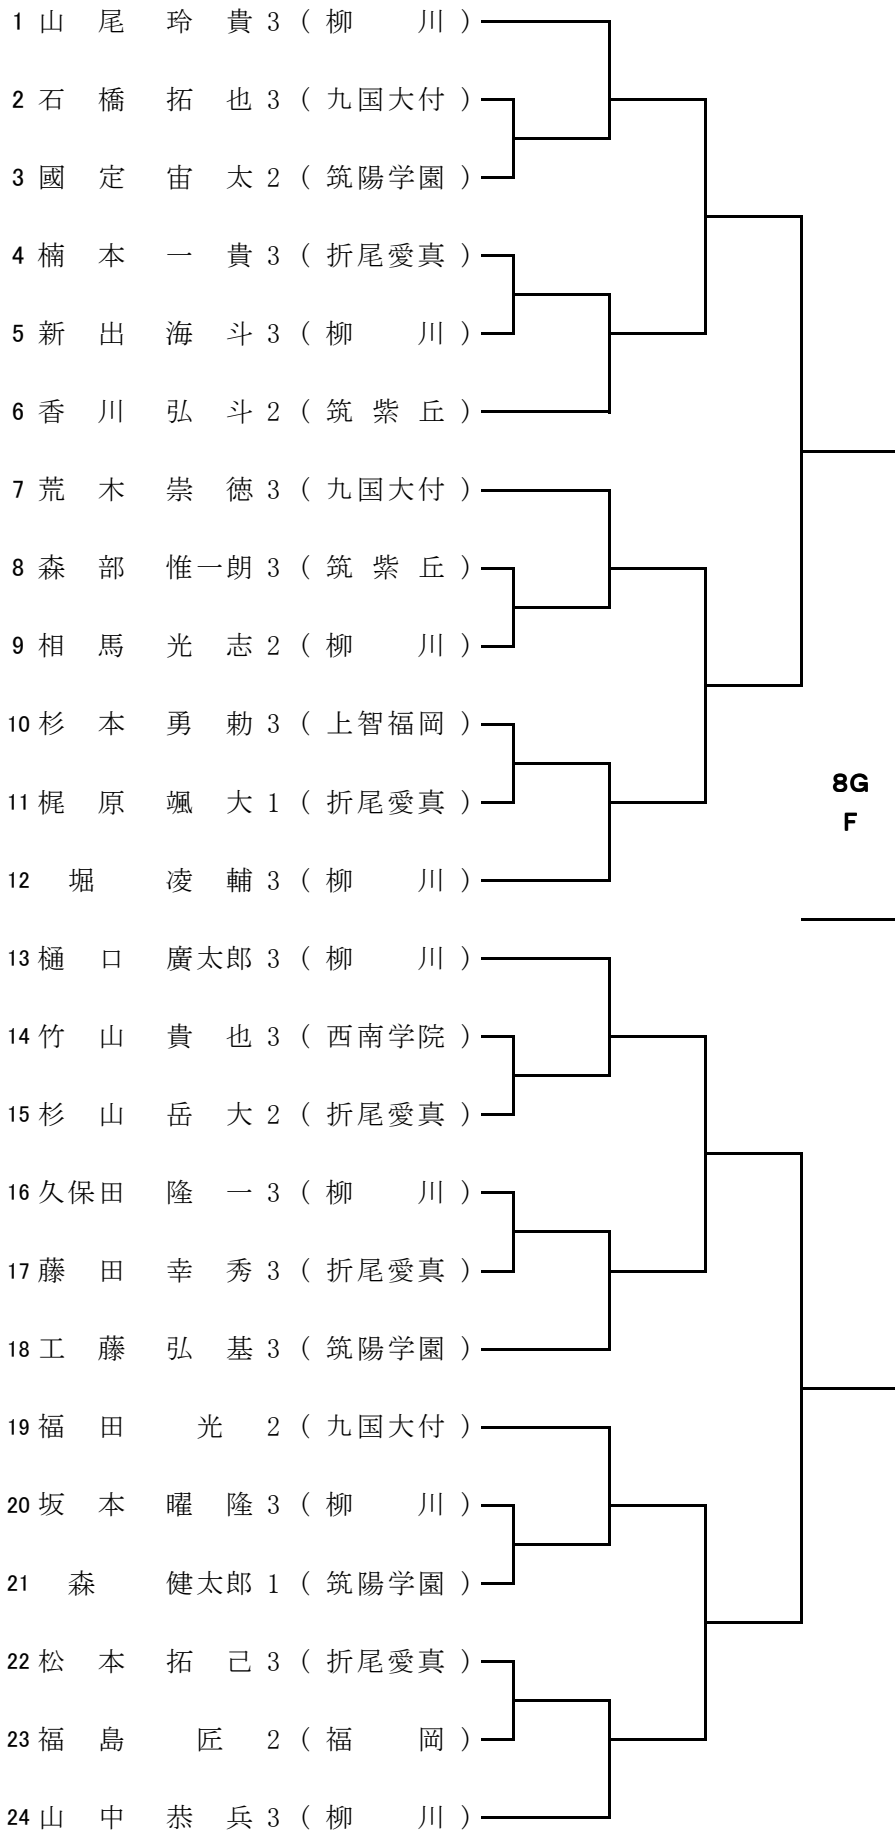 1 山 尾 玲 貴 3 ( 柳 川 )
2 石 橋 拓 也 3 ( 九国大付 )
3 國 定 宙 太 2 ( 筑陽学園 )
4 楠 本 一 貴 3 ( 折尾愛真 )
5 新 出 海 斗 3 ( 柳 川 )
6 香 川 弘 斗 2 ( 筑 紫 丘 )
7 荒 木 崇 徳 3 ( 九国大付 )
8 森 部 惟一朗 3 ( 筑 紫 丘 )
9 相 馬 光 志 2 ( 柳 川 )
10 杉 本 勇 勅 3 ( 上智福岡 )
11 梶 原 颯 大 1 ( 折尾愛真 )
8G
F
12 堀 凌 輔 3 ( 柳 川 )
13 樋 口 廣太郎 3 ( 柳 川 )
14 竹 山 貴 也 3 ( 西南学院 )
15 杉 山 岳 大 2 ( 折尾愛真 )
16 久保田 隆 一 3 ( 柳 川 )
17 藤 田 幸 秀 3 ( 折尾愛真 )
18 工 藤 弘 基 3 ( 筑陽学園 )
19 福 田 光 2 ( 九国大付 )
20 坂 本 曜 隆 3 ( 柳 川 )
21 森 健太郎 1 ( 筑陽学園 )
22 松 本 拓 己 3 ( 折尾愛真 )
23 福 島 匠 2 ( 福 岡 )
24 山 中 恭 兵 3 ( 柳 川 )